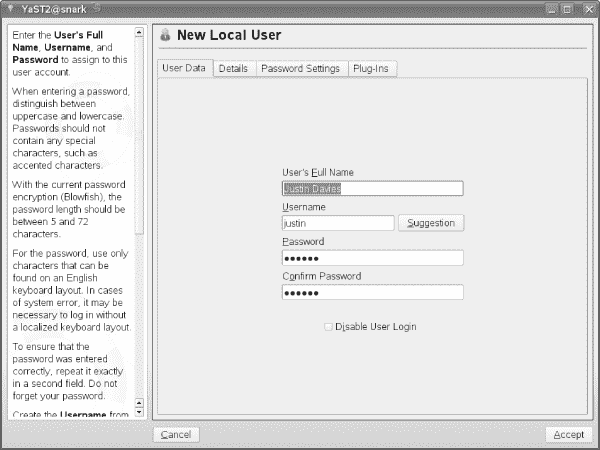 YaST2@snark
Enter the User's Full
Name, Username, and
Password to assign to this
user account.
When entering a password,
distinguish between
uppercase and lowercase.
Passwords should not
contain any special
characters, such as
accented characters.
With the current password
encryption (Blowfish), the
password length should be
between 5 and 72
characters.
For the password, use only
characters that can be
found on an English
keyboard layout. In cases
of system error, it may be
necessary to log in without
a localized keyboard layout.
To ensure that the
password was entered
correctly, repeat it exactly
in a second field. Do not
forget your password.
Create the Username from
New Local User
User Data
Details
Password Settings
Plug-Ins
User's Full Name
Justin Davies
Username
justin
Suggestion
Password
●●●●●●
Confirm Password
●●●●●●
Disable User Login
Cancel
Accept